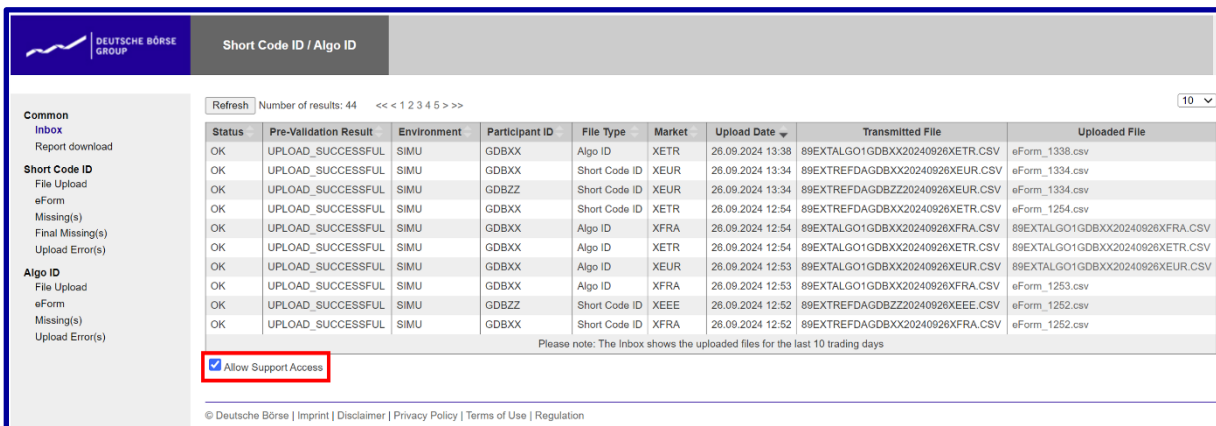 DEUTSCHE BÖRSE
GROUP
Short Code ID / Algo ID
Common
Inbox
Report download
Short Code ID
File Upload
eForm
Missing(s)
Final Missing(s)
Upload Error(s)
Algo ID
File Upload
eForm
Missing(s)
Upload Error(s)
Refresh Number of results: 44 << < 1 2 3 4 5 > >> 10
Status Pre-Validation Result Environment Participant ID File Type Market Upload Date Transmitted File Uploaded File
OK UPLOAD_SUCCESSFUL SIMU GDBXX Algo ID XETR 26.09.2024 13:38 89EXTALGO1GDBXX20240926XETR.CSV eForm_1338.csv
OK UPLOAD_SUCCESSFUL SIMU GDBXX Short Code ID XEUR 26.09.2024 13:34 89EXTREFDAGDBXX20240926XEUR.CSV eForm_1334.csv
OK UPLOAD_SUCCESSFUL SIMU GDBZZ Short Code ID XEUR 26.09.2024 13:34 89EXTREFDAGDBZZ20240926XEUR.CSV eForm_1334.csv
OK UPLOAD_SUCCESSFUL SIMU GDBXX Short Code ID XETR 26.09.2024 12:54 89EXTREFDAGDBXX20240926XETR.CSV eForm_1254.csv
OK UPLOAD_SUCCESSFUL SIMU GDBXX Algo ID XFRA 26.09.2024 12:54 89EXTALGO1GDBXX20240926XFRA.CSV 89EXTALGO1GDBXX20240926XFRA.CSV
OK UPLOAD_SUCCESSFUL SIMU GDBXX Algo ID XETR 26.09.2024 12:54 89EXTALGO1GDBXX20240926XETR.CSV 89EXTALGO1GDBXX20240926XETR.CSV
OK UPLOAD_SUCCESSFUL SIMU GDBXX Algo ID XEUR 26.09.2024 12:53 89EXTALGO1GDBXX20240926XEUR.CSV 89EXTALGO1GDBXX20240926XEUR.CSV
OK UPLOAD_SUCCESSFUL SIMU GDBXX Algo ID XFRA 26.09.2024 12:53 89EXTALGO1GDBXX20240926XFRA.CSV eForm_1253.csv
OK UPLOAD_SUCCESSFUL SIMU GDBZZ Short Code ID XEEE 26.09.2024 12:52 89EXTREFDAGDBZZ20240926XEEE.CSV eForm_1252.csv
OK UPLOAD_SUCCESSFUL SIMU GDBXX Short Code ID XFRA 26.09.2024 12:52 89EXTREFDAGDBXX20240926XFRA.CSV eForm_1252.csv
Please note: The Inbox shows the uploaded files for the last 10 trading days
Allow Support Access
© Deutsche Börse | Imprint | Disclaimer | Privacy Policy | Terms of Use | Regulation